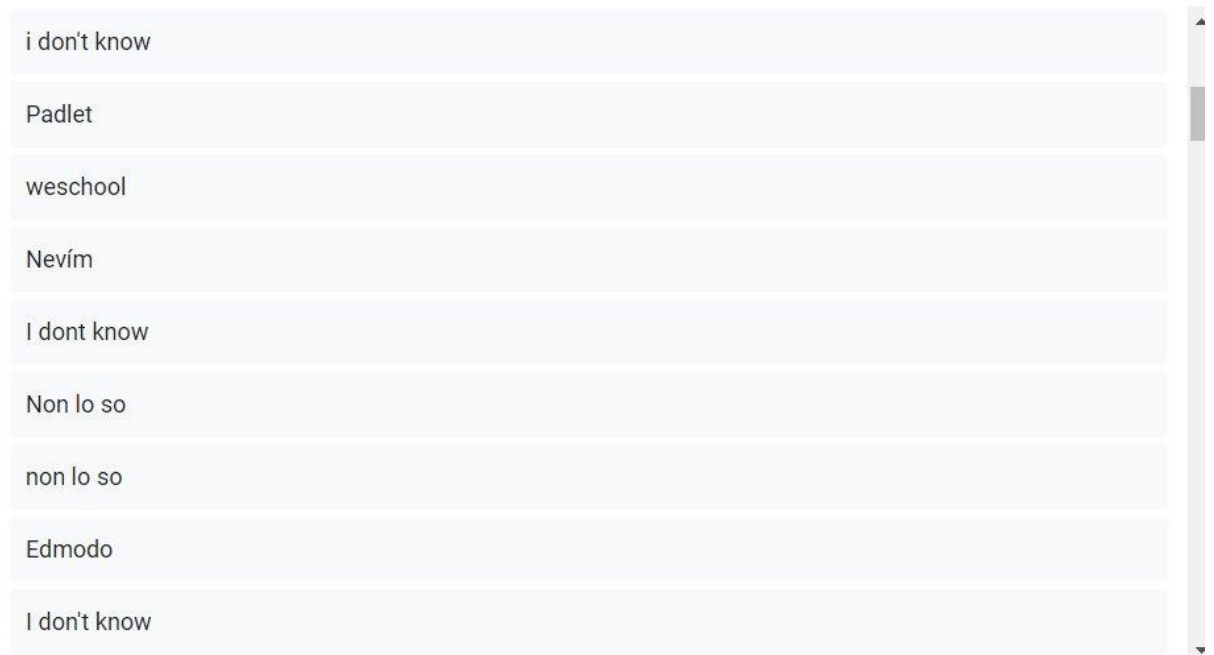 i don't know
Padlet
weschool
Nevím
I dont know
Non lo so
non lo so
Edmodo
I don't know